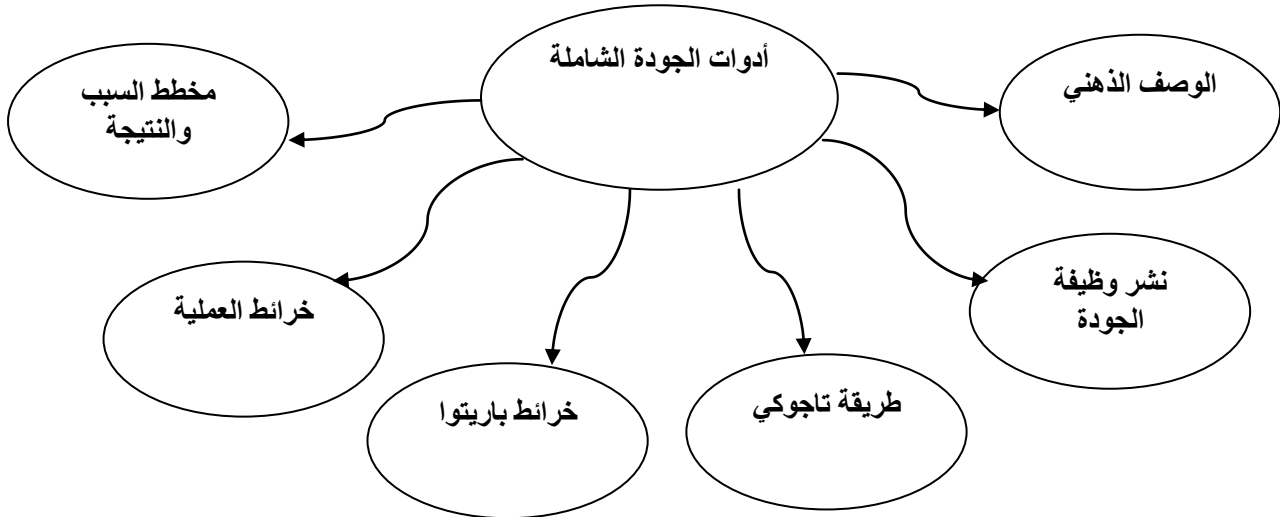 أدوات الجودة الشاملة
الوصف الذهني
مخطط السبب
والنتيجة
نشر وظيفة
الجودة
خرائط العملية
طريقة تاجوكي
خرائط باريتوا